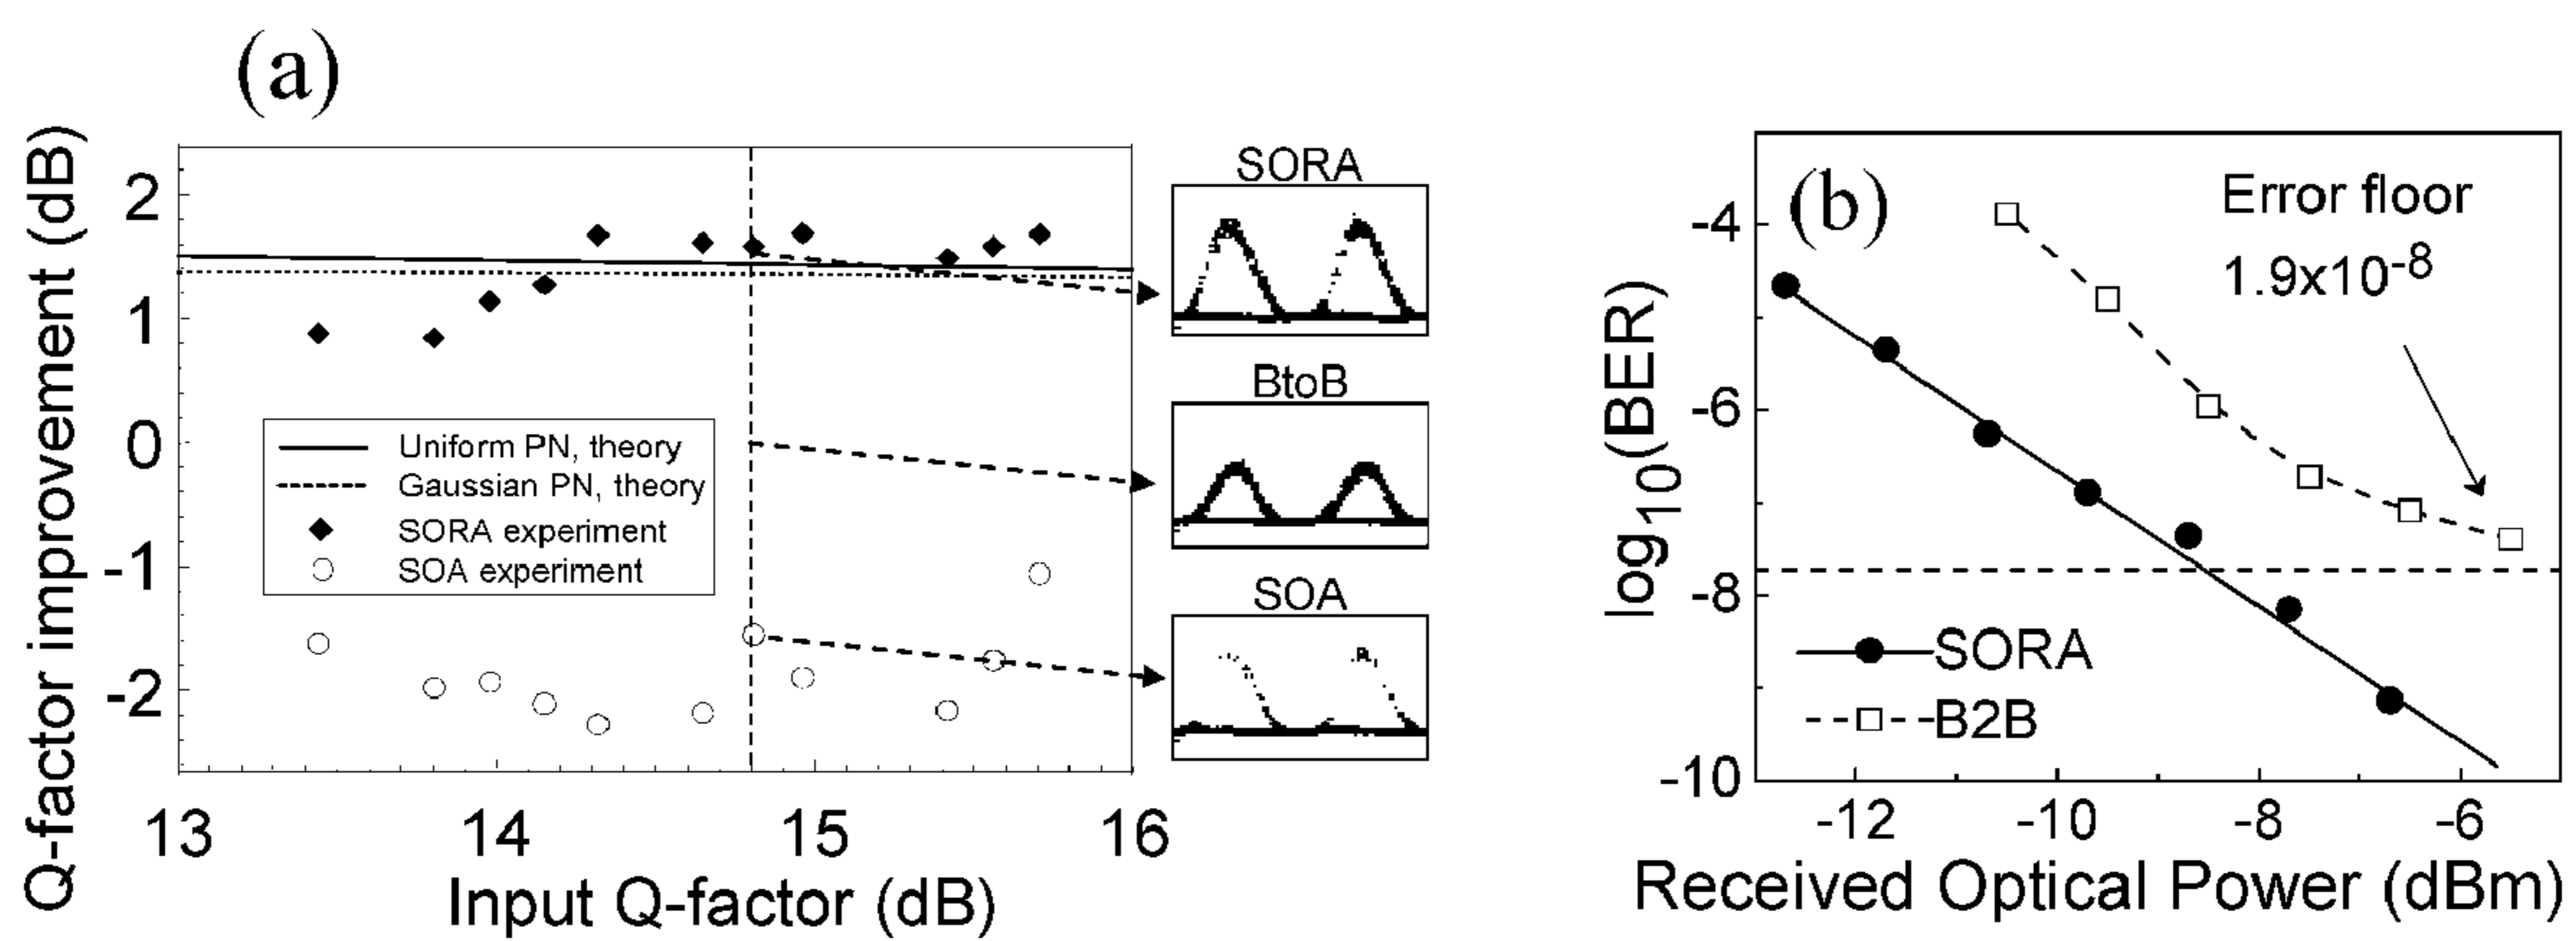 (a)
Q-factor improvement (dB)
2
1
0
-1
-2
Uniform PN, theory
Gaussian PN, theory
SORA experiment
SOA experiment
13 14 15 16
Input Q-factor (dB)
SORA
BtoB
SOA
(b)
log10(BER)
-4
-6
-8
-10
Error floor
1.9x10-8
SORA
B2B
-12 -10 -8 -6
Received Optical Power (dBm)